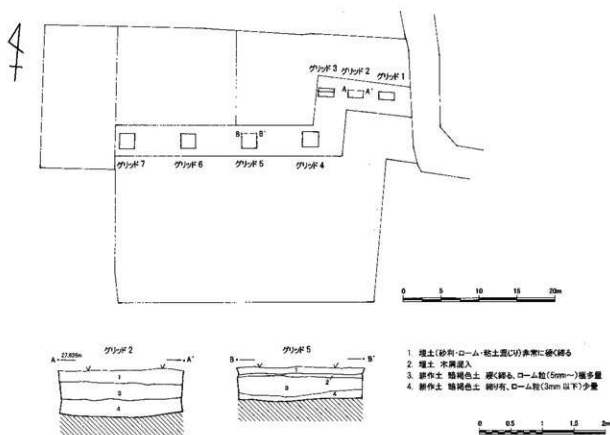 グリッド3 グリッド2 グリッド1
A A'
B B'
グリッド7 グリッド6 グリッド5 グリッド4
0 5 10 15 20m
グリッド2
A 27.826m A'
1
3
4
グリッド5
B B'
1
2
3
4
1. 埋土(砂利・ローム・粘土混じり)非常に硬く締る
2. 埋土 木屑混入
3. 耕作土 暗褐色土 硬く締る、ローム粒(5mm～)極多量
4. 耕作土 暗褐色土 締り有、ローム粒(3mm以下)少量
0 0.5 1 1.5 2m